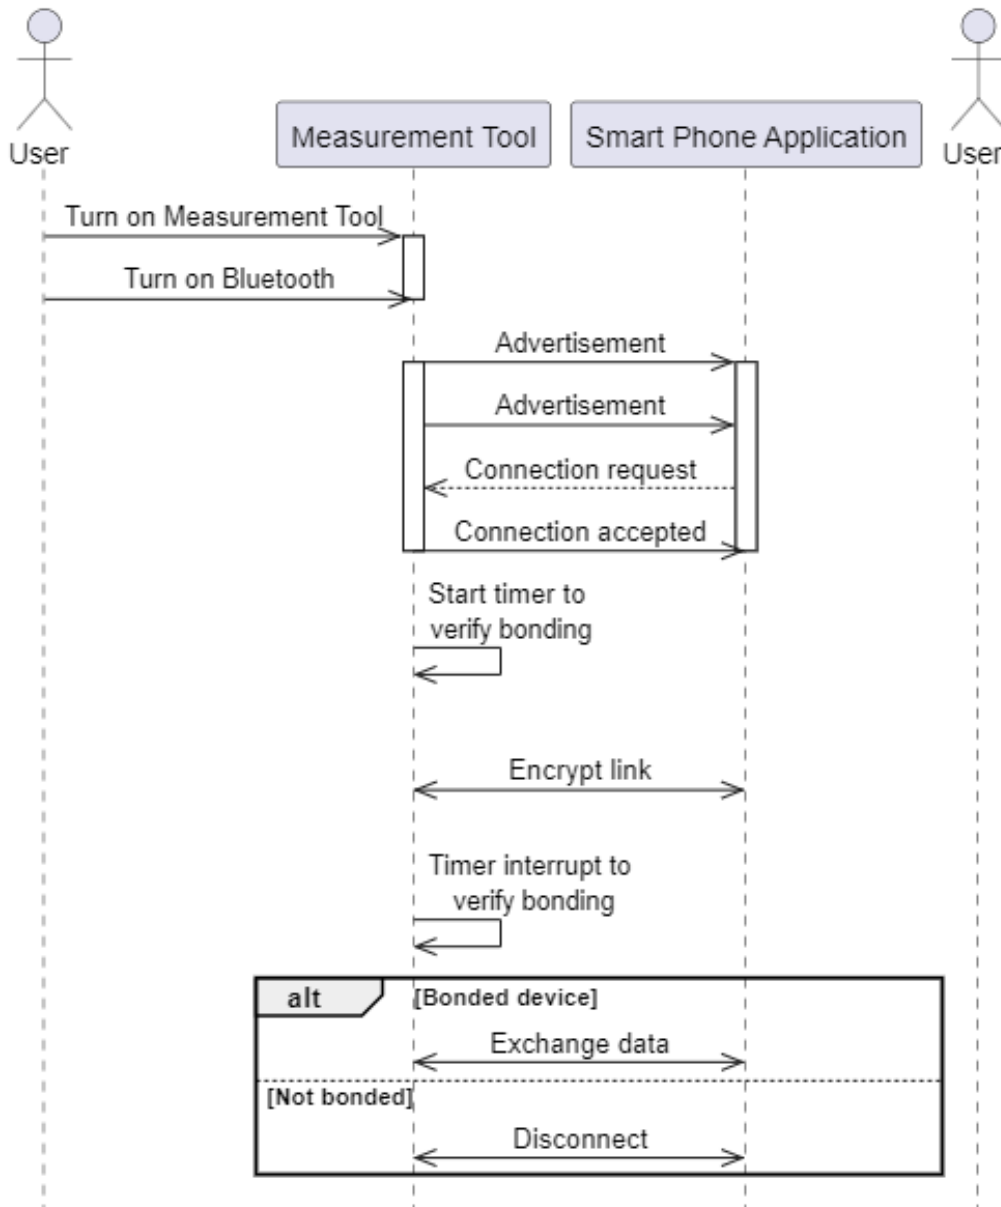 User
Measurement Tool
Smart Phone Application
User
Turn on Measurement Tool
Turn on Bluetooth
Advertisement
Advertisement
Connection request
Connection accepted
Start timer to
verify bonding
Encrypt link
Timer interrupt to
verify bonding
alt
[Bonded device]
Exchange data
[Not bonded]
Disconnect